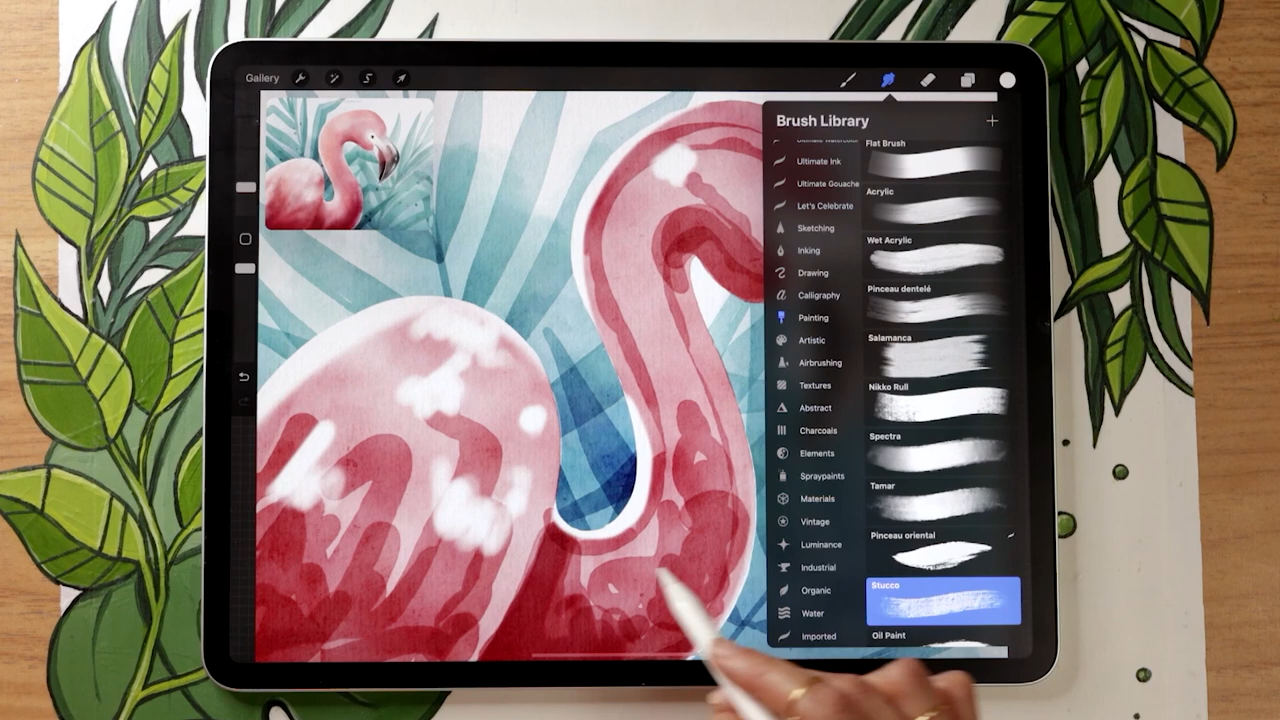 Gallery
Brush Library
Ultimate Watercolor
Ultimate Ink
Ultimate Gouache
Let's Celebrate
Sketching
Inking
Drawing
Calligraphy
Painting
Artistic
Airbrushing
Textures
Abstract
Charcoals
Elements
Spraypaints
Materials
Vintage
Luminance
Industrial
Organic
Water
Imported
Flat Brush
Acrylic
Wet Acrylic
Pinceau dentelé
Salamanca
Nikko Rull
Spectra
Tamar
Pinceau oriental
Stucco
Oil Paint